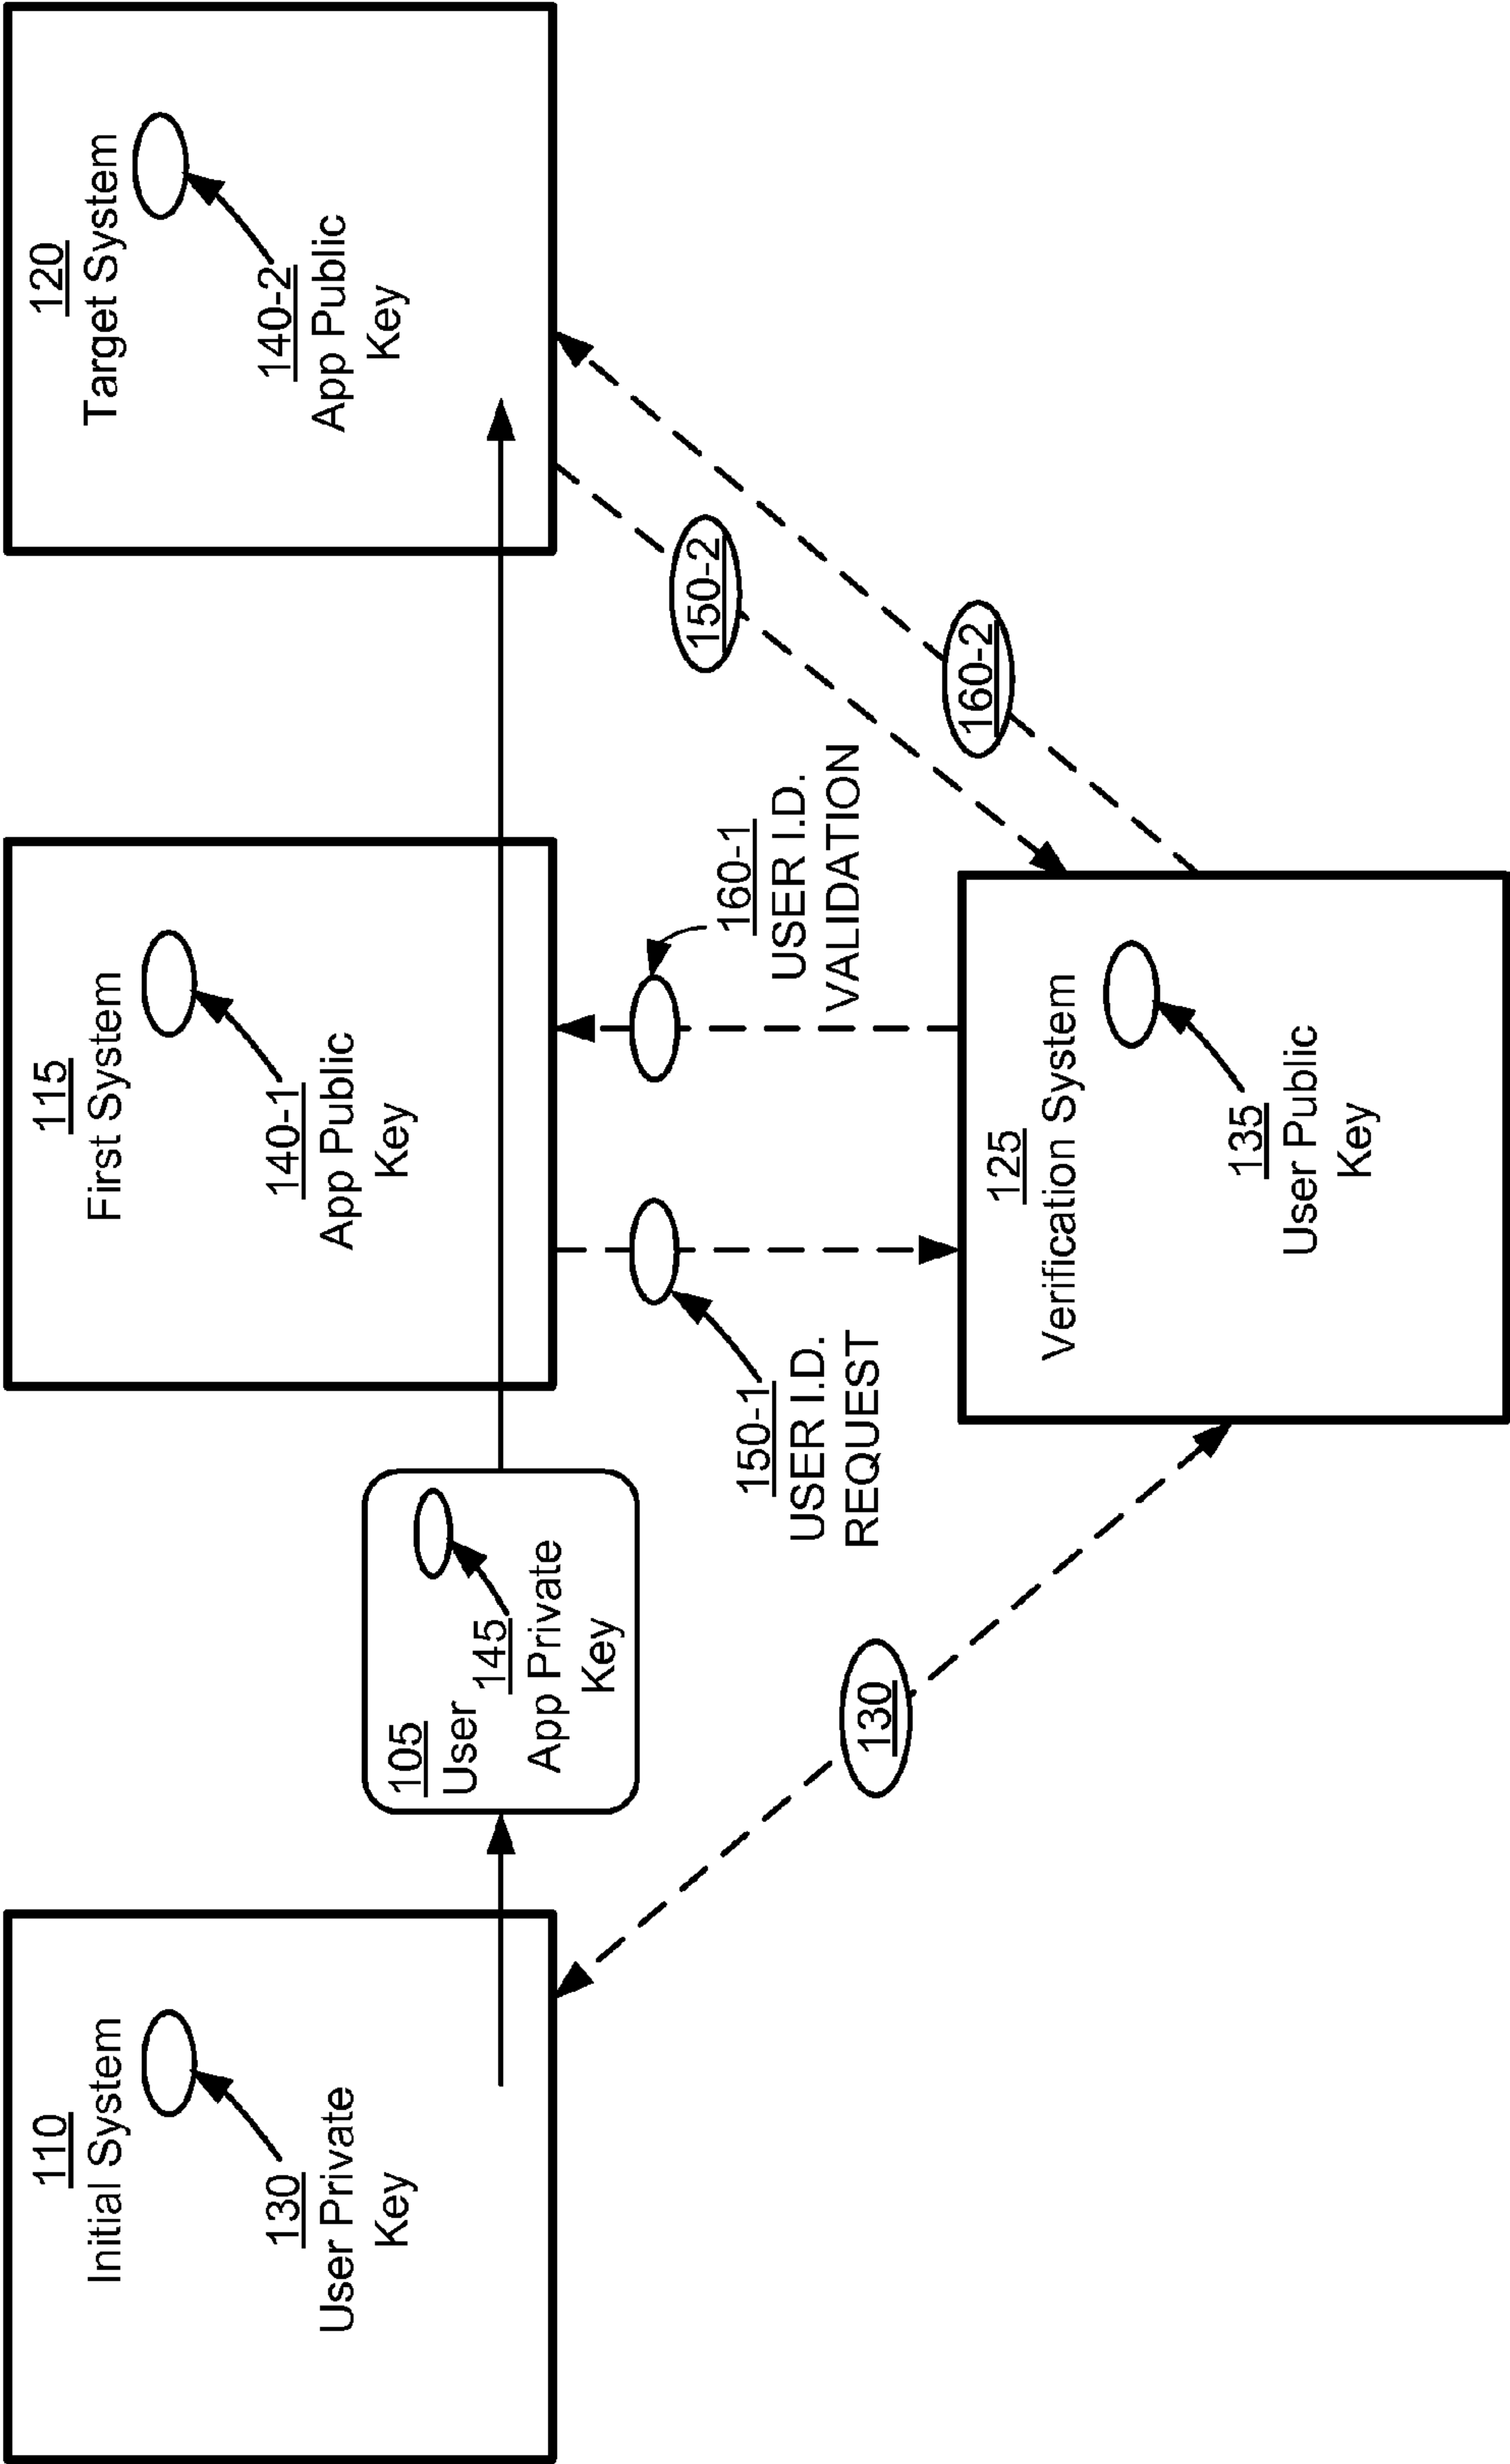 110
Initial System
130
User Private
Key
105
User
145
App Private
Key
115
First System
140-1
App Public
Key
120
Target System
140-2
App Public
Key
150-1
USER I.D.
REQUEST
160-1
USER I.D.
VALIDATION
150-2
160-2
130
125
Verification System
135
User Public
Key